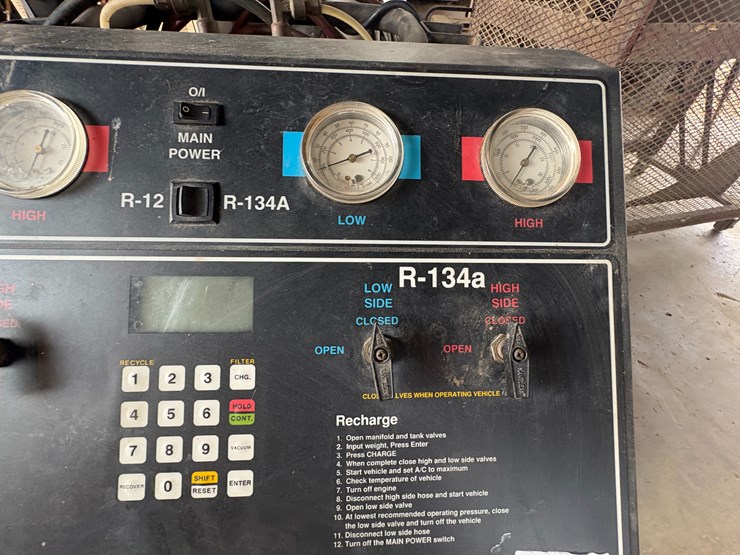 O/I
MAIN
POWER
R-12
R-134A
HIGH
LOW
HIGH
R-134a
LOW
SIDE
CLOSED
HIGH
SIDE
CLOSED
OPEN
OPEN
RECYCLE
FILTER
1 2 3 CHG.
4 5 6 HOLD
CONT.
7 8 9 VACUUM
RECOVER 0 SHIFT
RESET ENTER
WHEN OPERATING VEHICLE
Recharge
1. Open manifold and tank valves
2. Input weight, Press Enter
3. Press CHARGE
4. When complete close high and low side valves
5. Start vehicle and set A/C to maximum
6. Check temperature of vehicle
7. Turn off engine
8. Disconnect high side hose and start vehicle
9. Open low side valve
10. At lowest recommended operating pressure, close
the low side valve and turn off the vehicle
11. Disconnect low side hose
12. Turn off the MAIN POWER switch